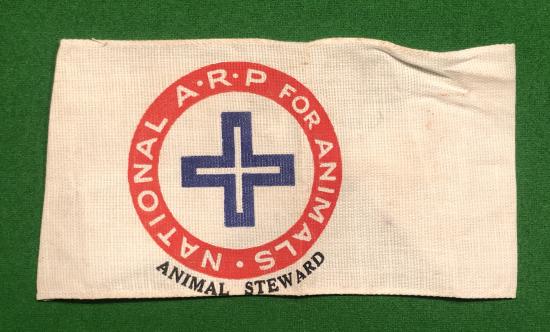 NATIONAL A·R·P FOR ANIMALS ·
ANIMAL STEWARD